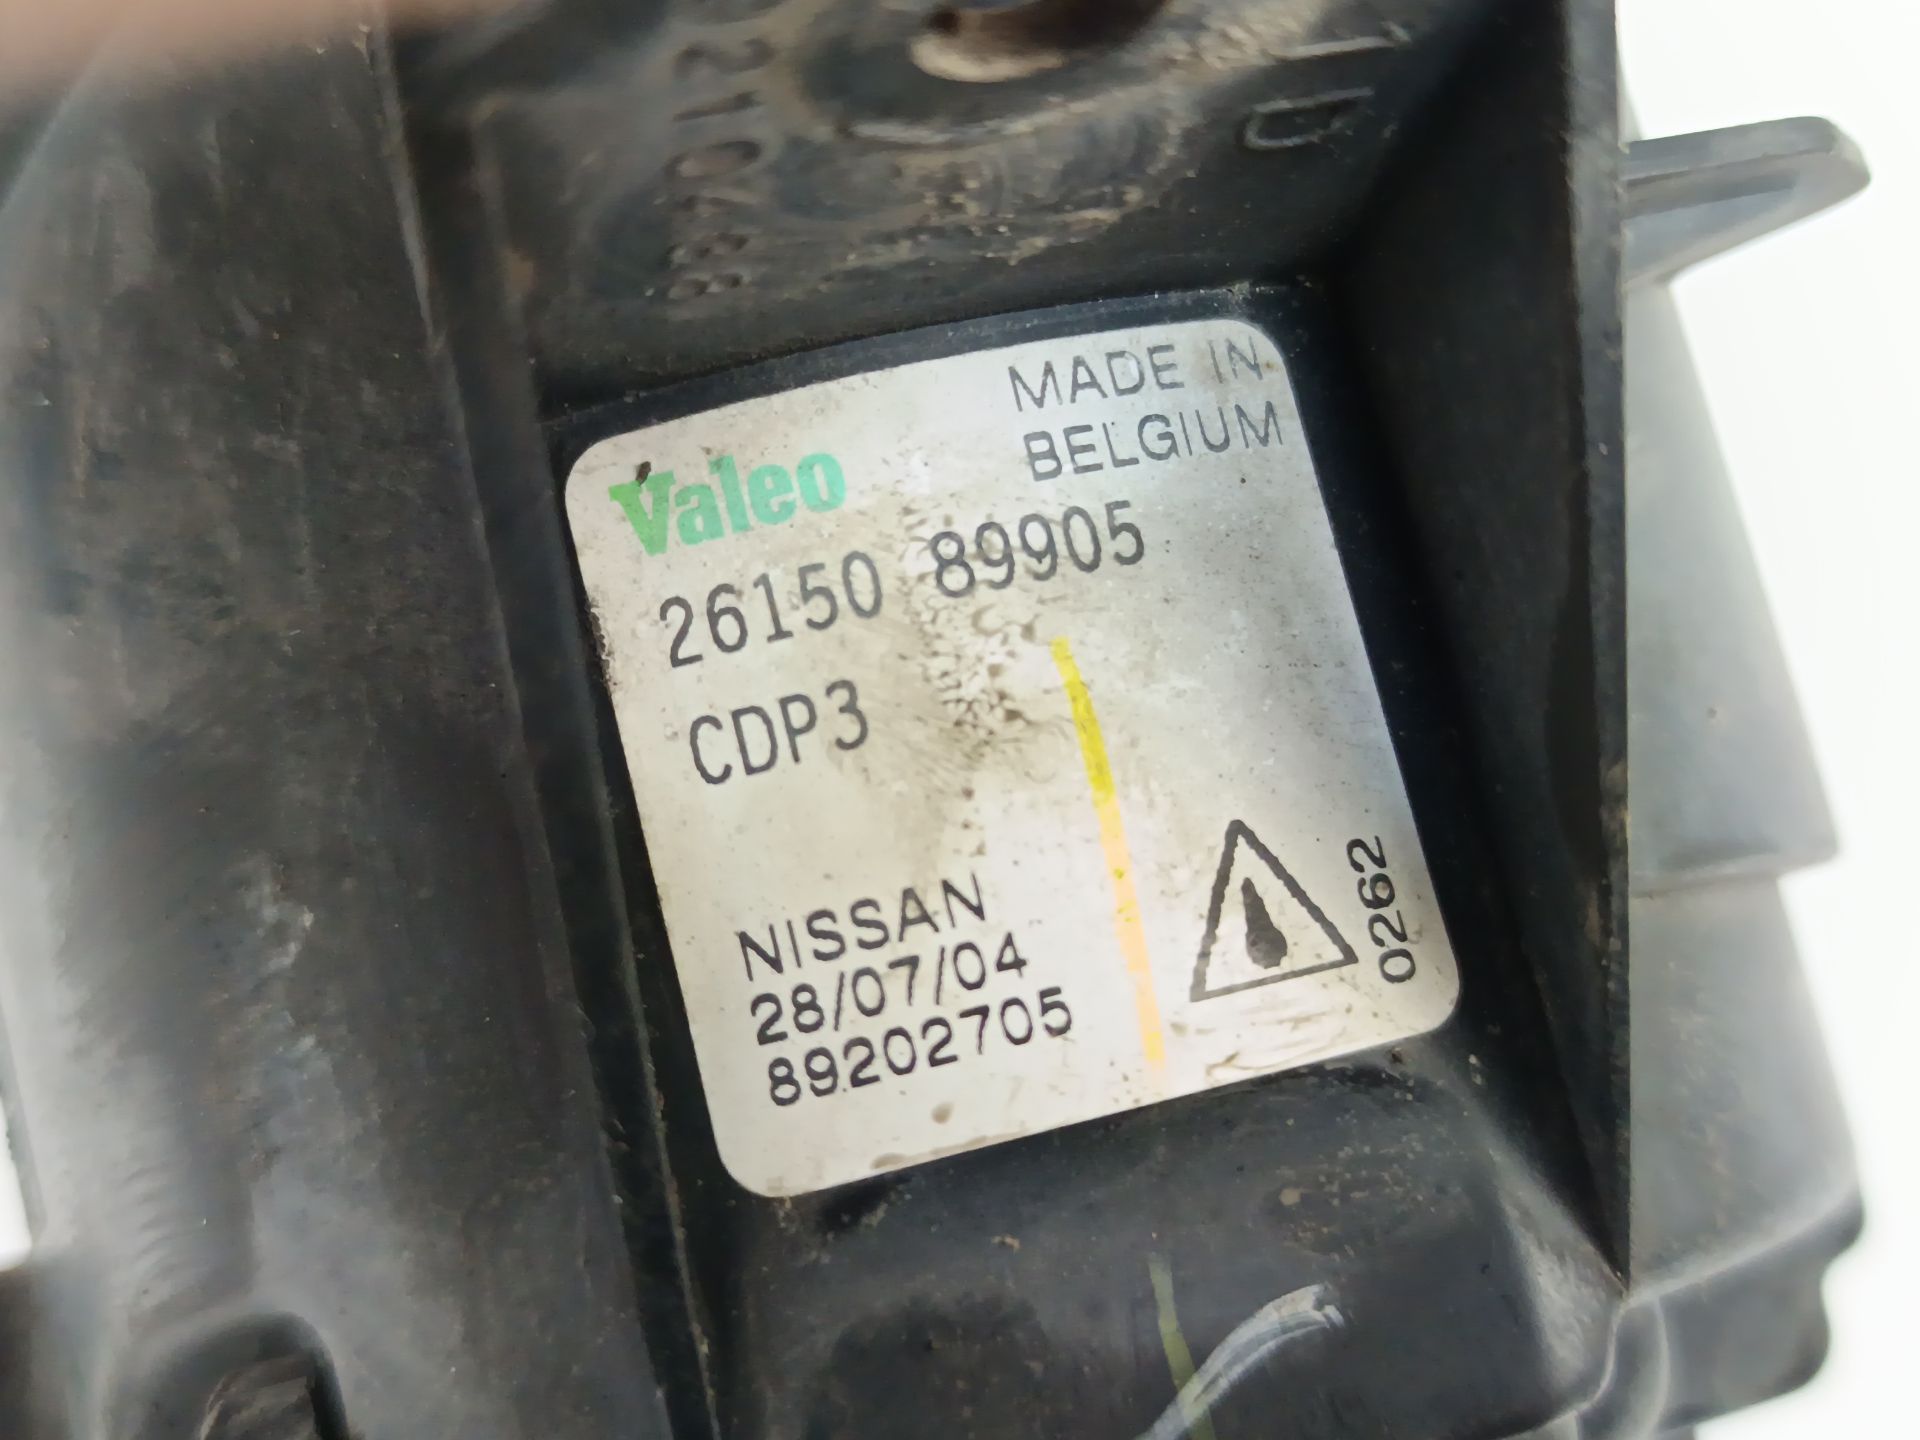 Valeo
MADE IN
BELGIUM
26150 89905
CDP3
NISSAN
28/07/04
89202705
0262
D